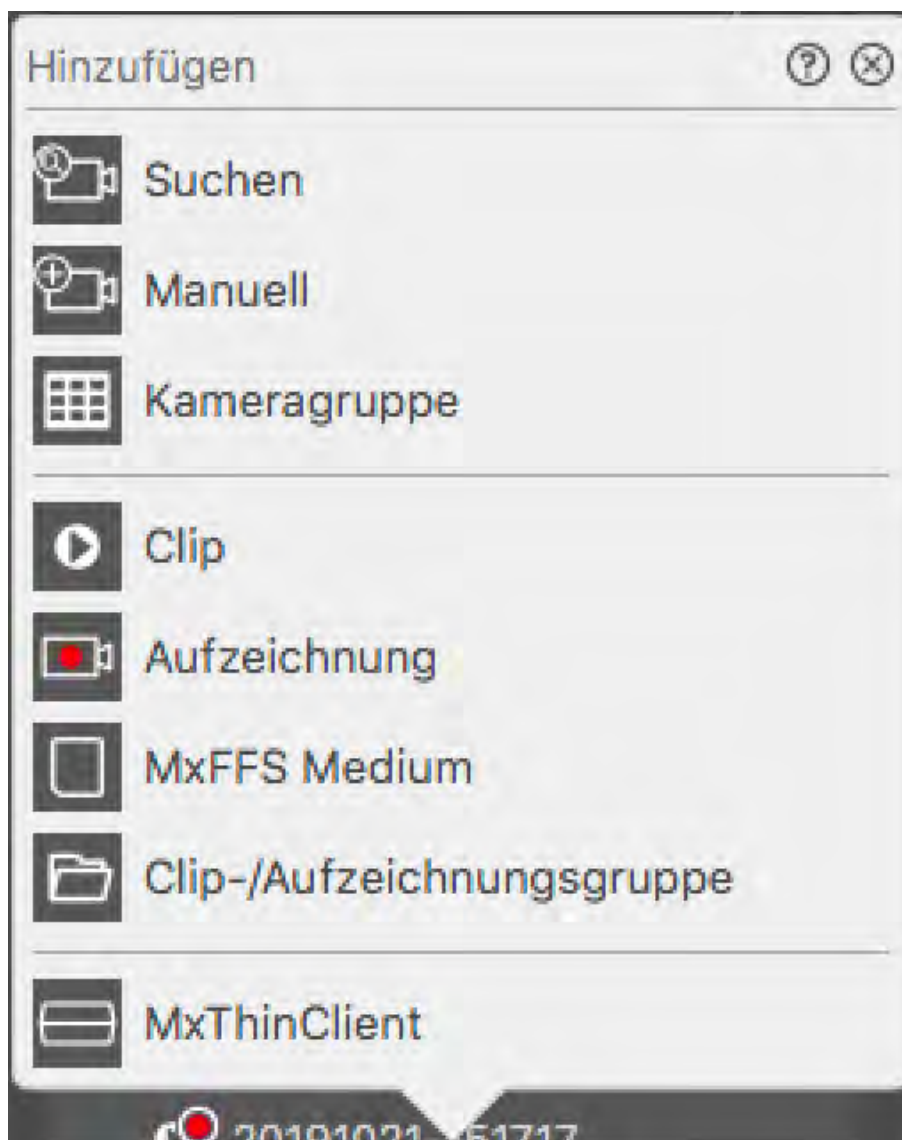 Hinzufügen
Suchen
Manuell
Kameragruppe
Clip
Aufzeichnung
MxFFS Medium
Clip-/Aufzeichnungsgruppe
MxThinClient